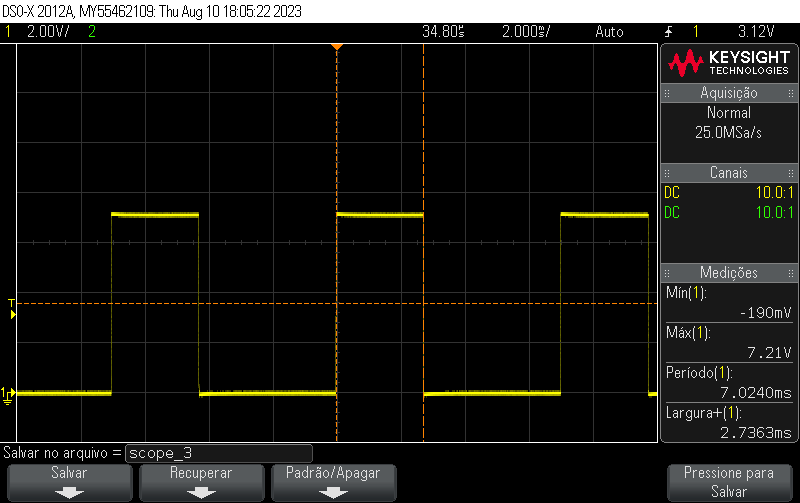 DSO-X 2012A, MY55462109: Thu Aug 10 18:05:22 2023
1 2.00V/ 2 34.80s 2.000s/ Auto 1 3.12V
KEYSIGHT
TECHNOLOGIES
Aquisição
Normal
25.0MSa/s
Canais
DC 10.0:1
DC 10.0:1
Medições
Mín(1):
-190mV
Máx(1):
7.21V
Período(1):
7.0240ms
Largura+(1):
2.7363ms
T
1
Salvar no arquivo = scope_3
Salvar
Recuperar
Padrão/Apagar
Pressione para
Salvar